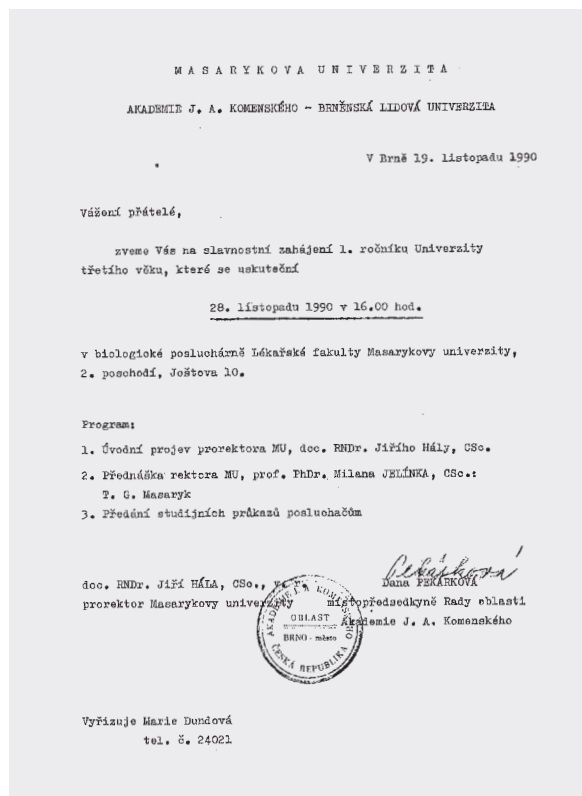 MASARYKOVA UNIVERZITA
AKADEMIE J. A. KOMENSKÉHO - BRNĚNSKÁ LIDOVÁ UNIVERZITA
V Brně 19. listopadu 1990
Vážení přátelé,
zveme Vás na slavnostní zahájení 1. ročníku Univerzity
třetího věku, které se uskuteční
28. listopadu 1990 v 16.00 hod.
v biologické posluchárně Lékařské fakulty Masarykovy univerzity,
2. poschodí, Joštova 10.
Program:
1. Úvodní projev prorektora MU, doc. RNDr. Jiřího Hály, CSc.
2. Přednáška rektora MU, prof. PhDr. Milana JELÍNKA, CSc.:
T. G. Masaryk
3. Předání studijních průkazů posluchačům
Pekárková
doc. RNDr. Jiří HÁLA, CSc., v. r.
Dana PEKÁRKOVÁ
prorektor Masarykovy univerzity
místopředsedkyně Rady oblasti
Akademie J. A. Komenského
AKADEMIE J. A. KOMENSKÉHO
OBLAST
BRNO - město
ČESKÁ REPUBLIKA
Vyřizuje Marie Dundová
tel. č. 24021